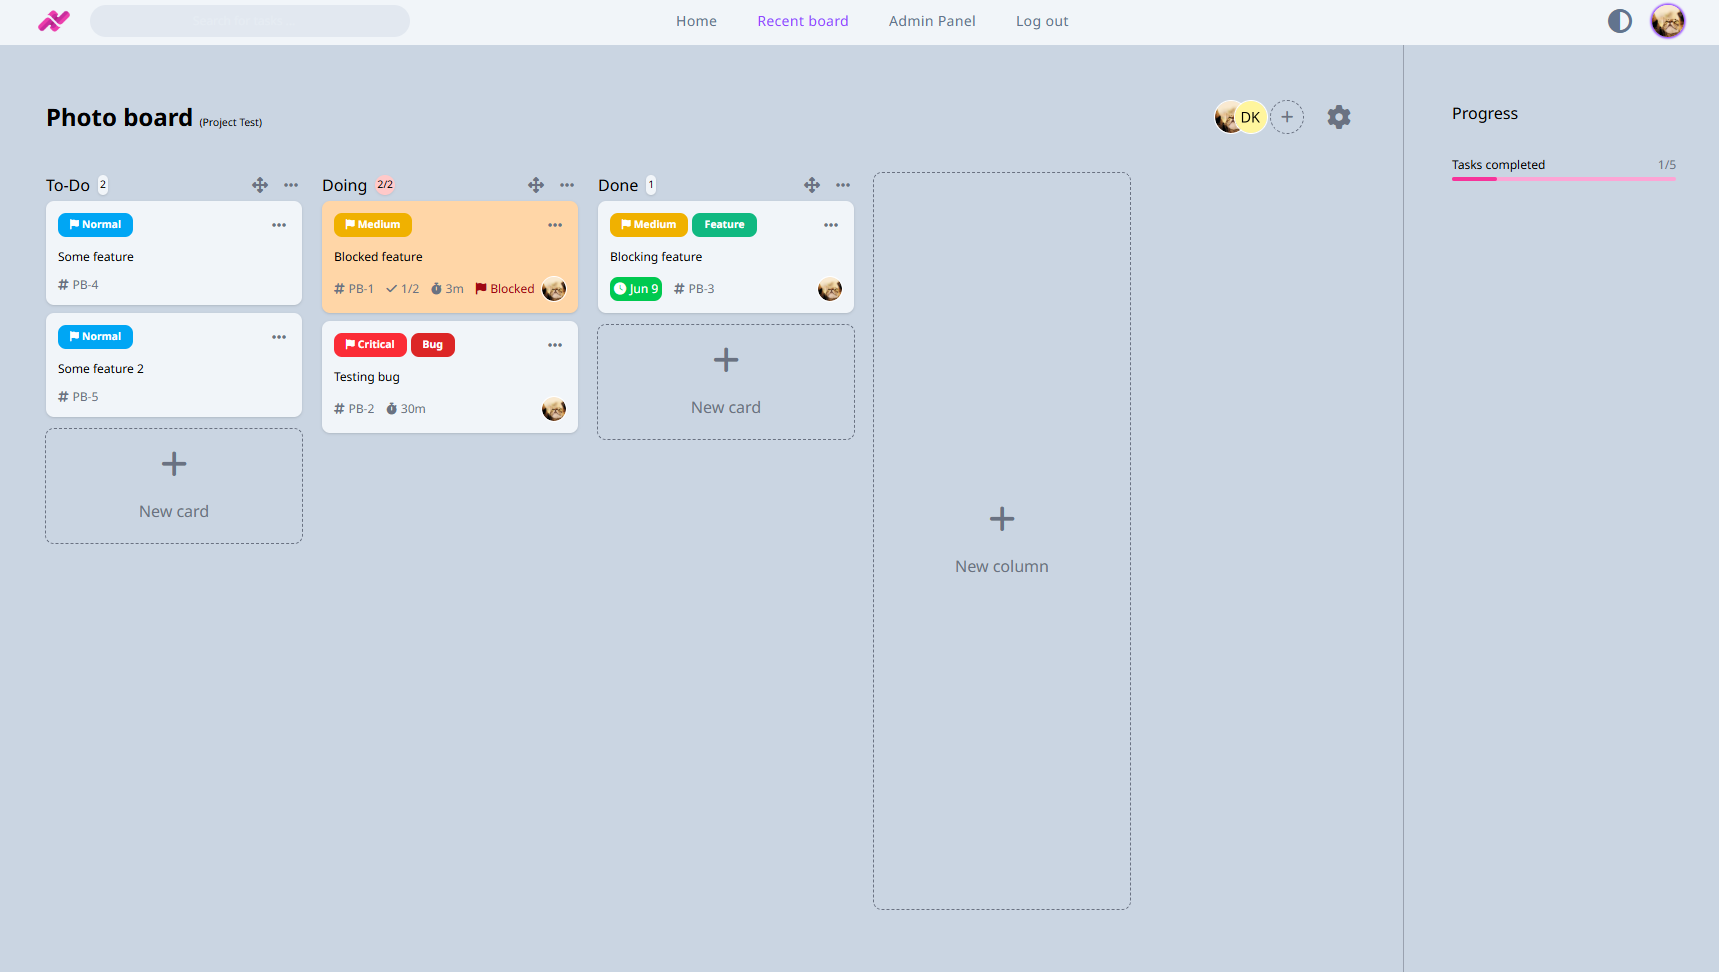 Home Recent board Admin Panel Log out
Photo board (Project Test)
DK
Progress
Tasks completed 1/5
To-Do 2
Normal
Some feature
# PB-4
Normal
Some feature 2
# PB-5
New card
Doing 2/2
Medium
Blocked feature
# PB-1 1/2 3m Blocked
Critical Bug
Testing bug
# PB-2 30m
Done 1
Medium Feature
Blocking feature
Jun 9 # PB-3
New card
New column